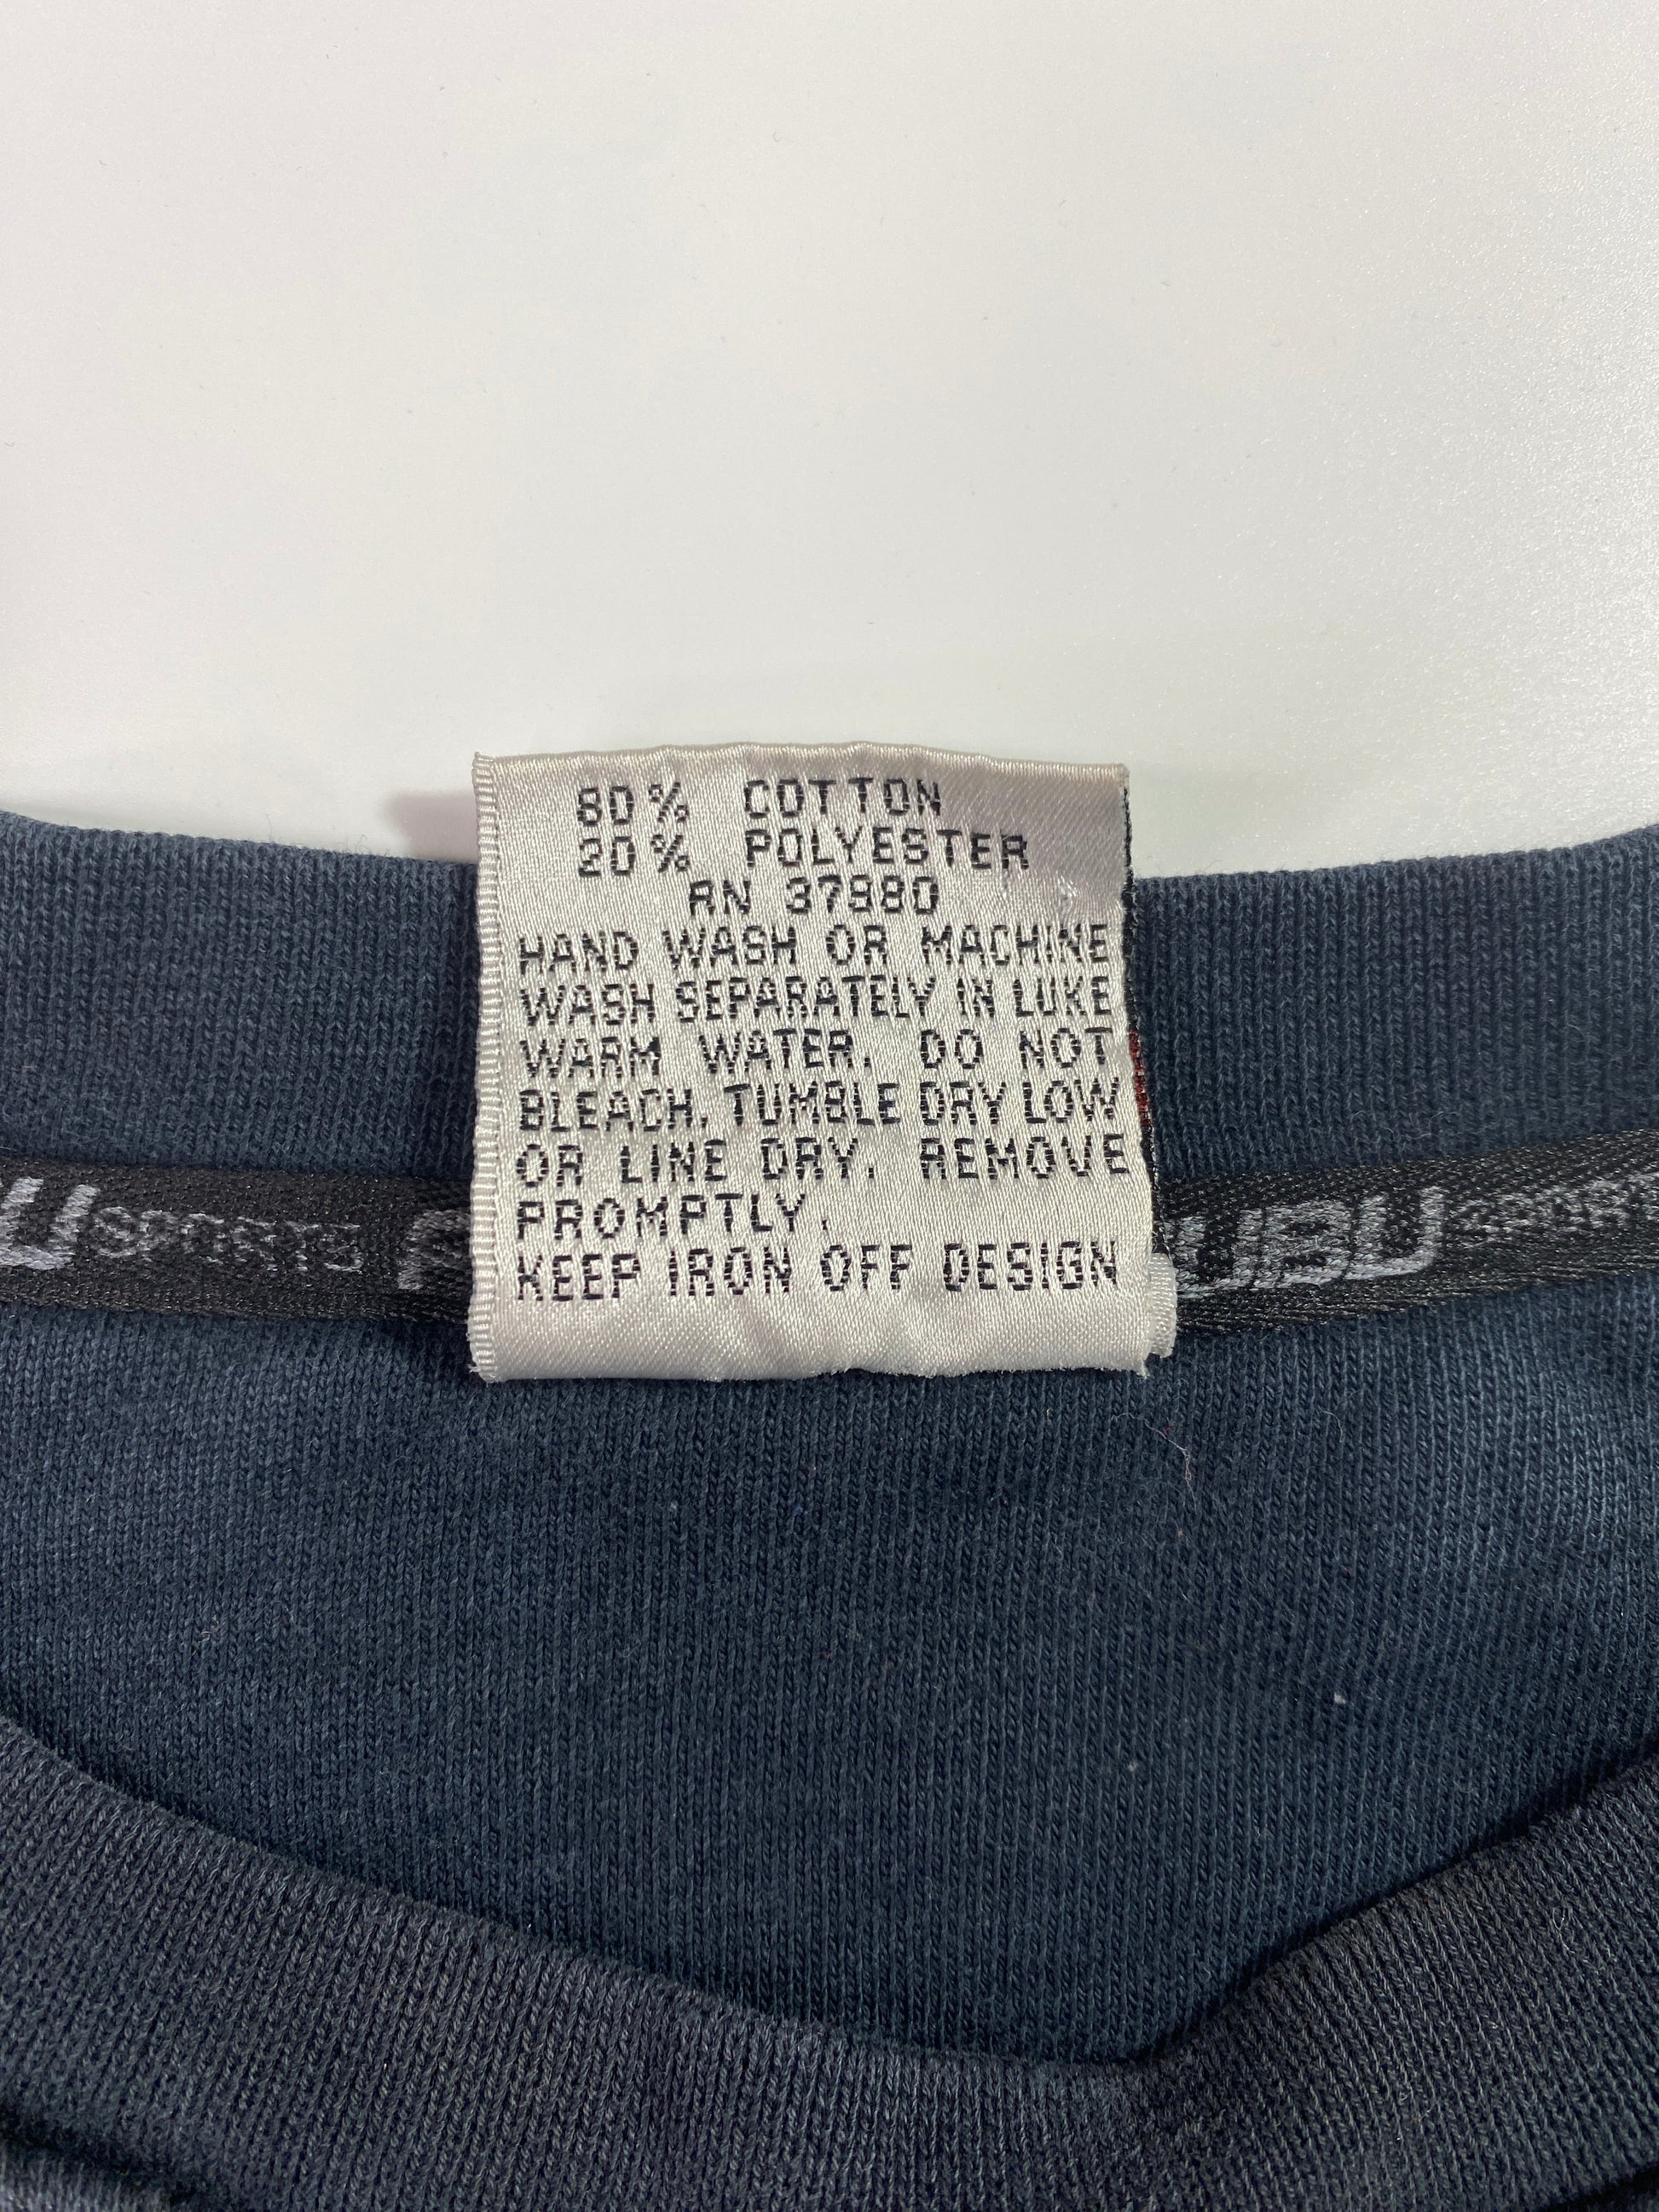 80% COTTON
20% POLYESTER
RN 37980
HAND WASH OR MACHINE
WASH SEPARATELY IN LUKE
WARM WATER. DO NOT
BLEACH. TUMBLE DRY LOW
OR LINE DRY. REMOVE
PROMPTLY.
KEEP IRON OFF DESIGN
U SPORTS F UBU SPORTS